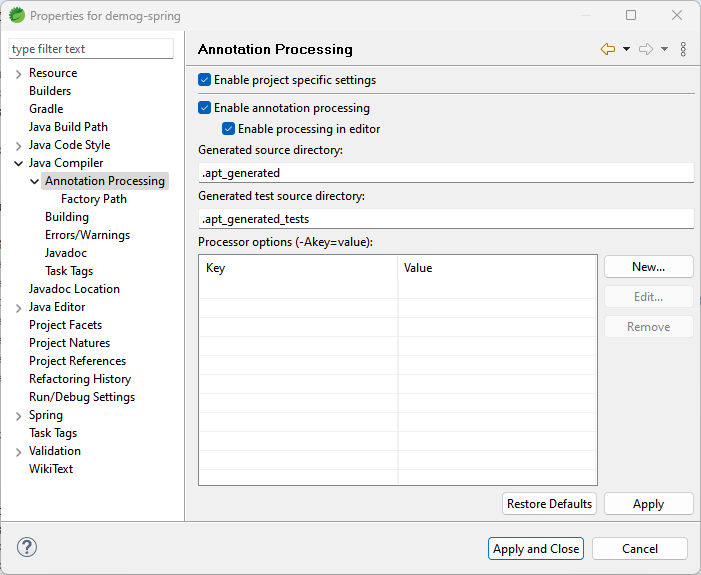 Properties for demog-spring
type filter text
Resource
Builders
Gradle
Java Build Path
Java Code Style
Java Compiler
Annotation Processing
Factory Path
Building
Errors/Warnings
Javadoc
Task Tags
Javadoc Location
Java Editor
Project Facets
Project Natures
Project References
Refactoring History
Run/Debug Settings
Spring
Task Tags
Validation
WikiText
Annotation Processing
Enable project specific settings
Enable annotation processing
Enable processing in editor
Generated source directory:
.apt_generated
Generated test source directory:
.apt_generated_tests
Processor options (-Akey=value):
Key Value
New...
Edit...
Remove
Restore Defaults Apply
? Apply and Close Cancel